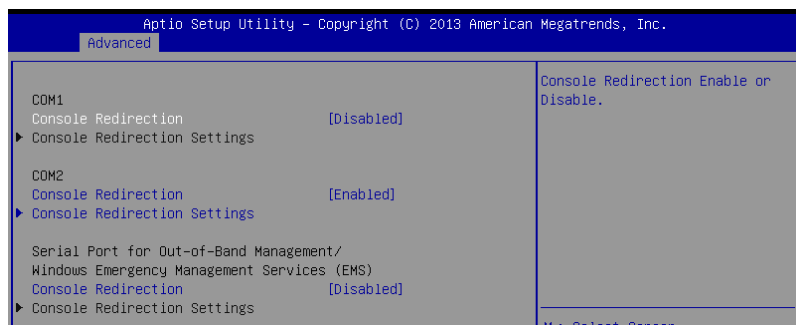 Aptio Setup Utility – Copyright (C) 2013 American Megatrends, Inc.
Advanced
COM1
Console Redirection [Disabled]
Console Redirection Settings
COM2
Console Redirection [Enabled]
Console Redirection Settings
Serial Port for Out-of-Band Management/
Windows Emergency Management Services (EMS)
Console Redirection [Disabled]
Console Redirection Settings
Console Redirection Enable or
Disable.